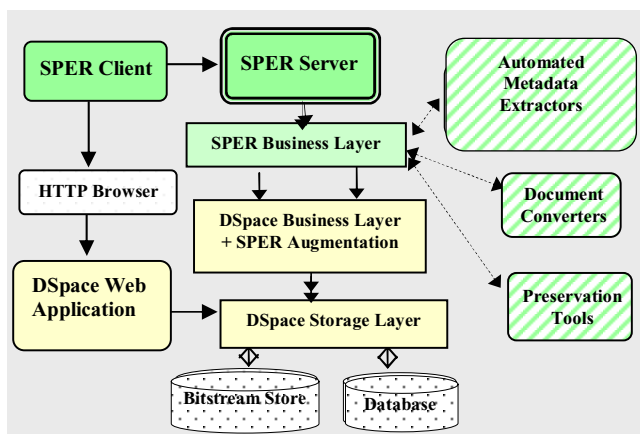 SPER Client
SPER Server
Automated
Metadata
Extractors
SPER Business Layer
HTTP Browser
Document
Converters
DSpace Business Layer
+ SPER Augmentation
DSpace Web
Application
Preservation
Tools
DSpace Storage Layer
Bitstream Store
Database